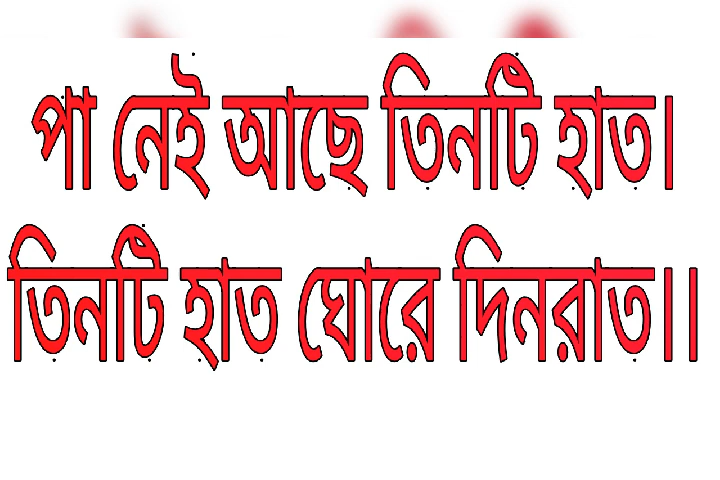 পা নেই আছে তিনটি হাত।
তিনটি হাত ঘোরে দিনরাত।।